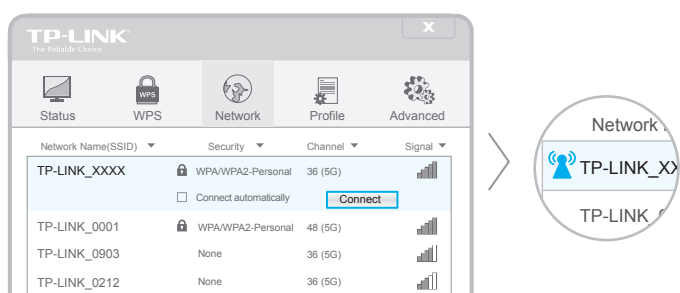 TP-LINK®
The Reliable Choice
X
WPS
Status WPS Network Profile Advanced
Network Name(SSID) Security Channel Signal
TP-LINK_XXXX WPA/WPA2-Personal 36 (5G)
Connect automatically Connect
TP-LINK_0001 WPA/WPA2-Personal 48 (5G)
TP-LINK_0903 None 36 (5G)
TP-LINK_0212 None 36 (5G)
Network
TP-LINK_XX
TP-LINK_